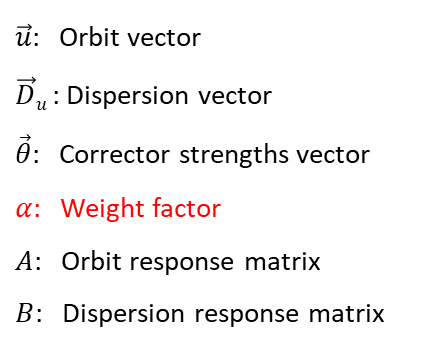 u⃗: Orbit vector
D⃗ᵤ : Dispersion vector
θ⃗: Corrector strengths vector
α: Weight factor
A: Orbit response matrix
B: Dispersion response matrix